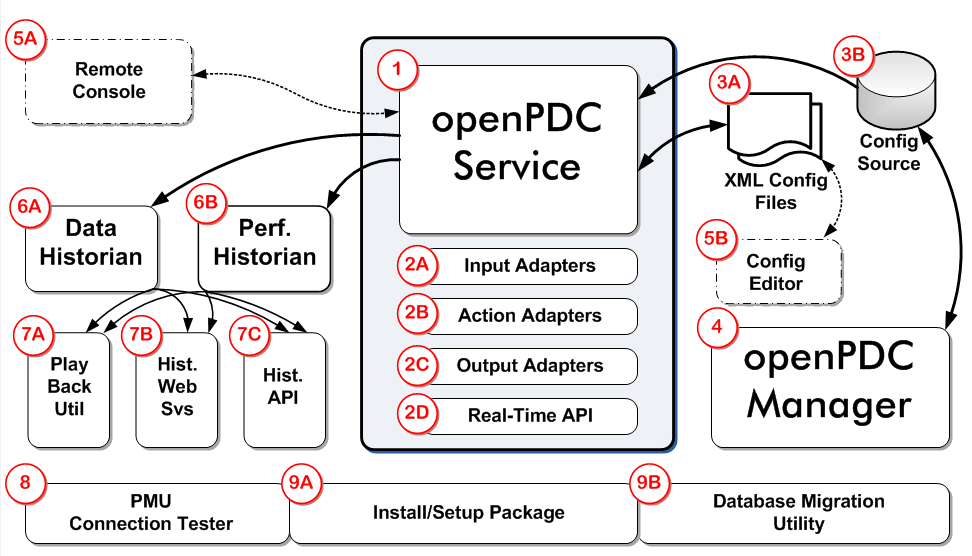 5A
Remote
Console
1
openPDC
Service
3A
XML Config
Files
3B
Config
Source
6A
Data
Historian
6B
Perf.
Historian
2A
Input Adapters
2B
Action Adapters
2C
Output Adapters
2D
Real-Time API
5B
Config
Editor
4
openPDC
Manager
7A
Play
Back
Util
7B
Hist.
Web
Svs
7C
Hist.
API
8
PMU
Connection Tester
9A
Install/Setup Package
9B
Database Migration
Utility